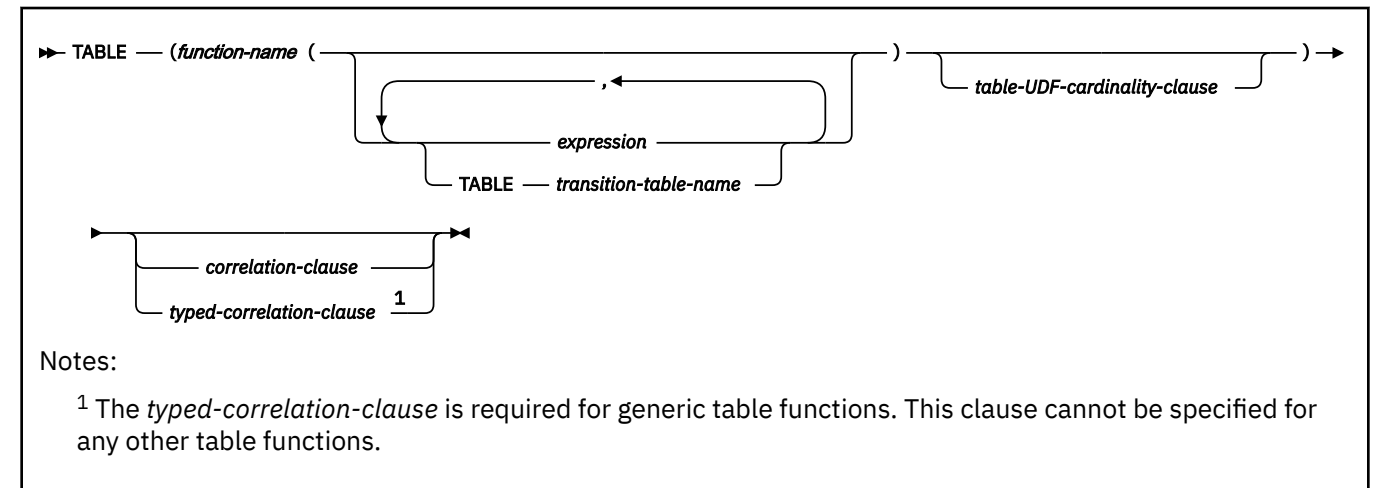 TABLE (function-name ( ) )
,
table-UDF-cardinality-clause
expression
TABLE transition-table-name
correlation-clause
typed-correlation-clause 1
Notes:
1 The typed-correlation-clause is required for generic table functions. This clause cannot be specified for
any other table functions.